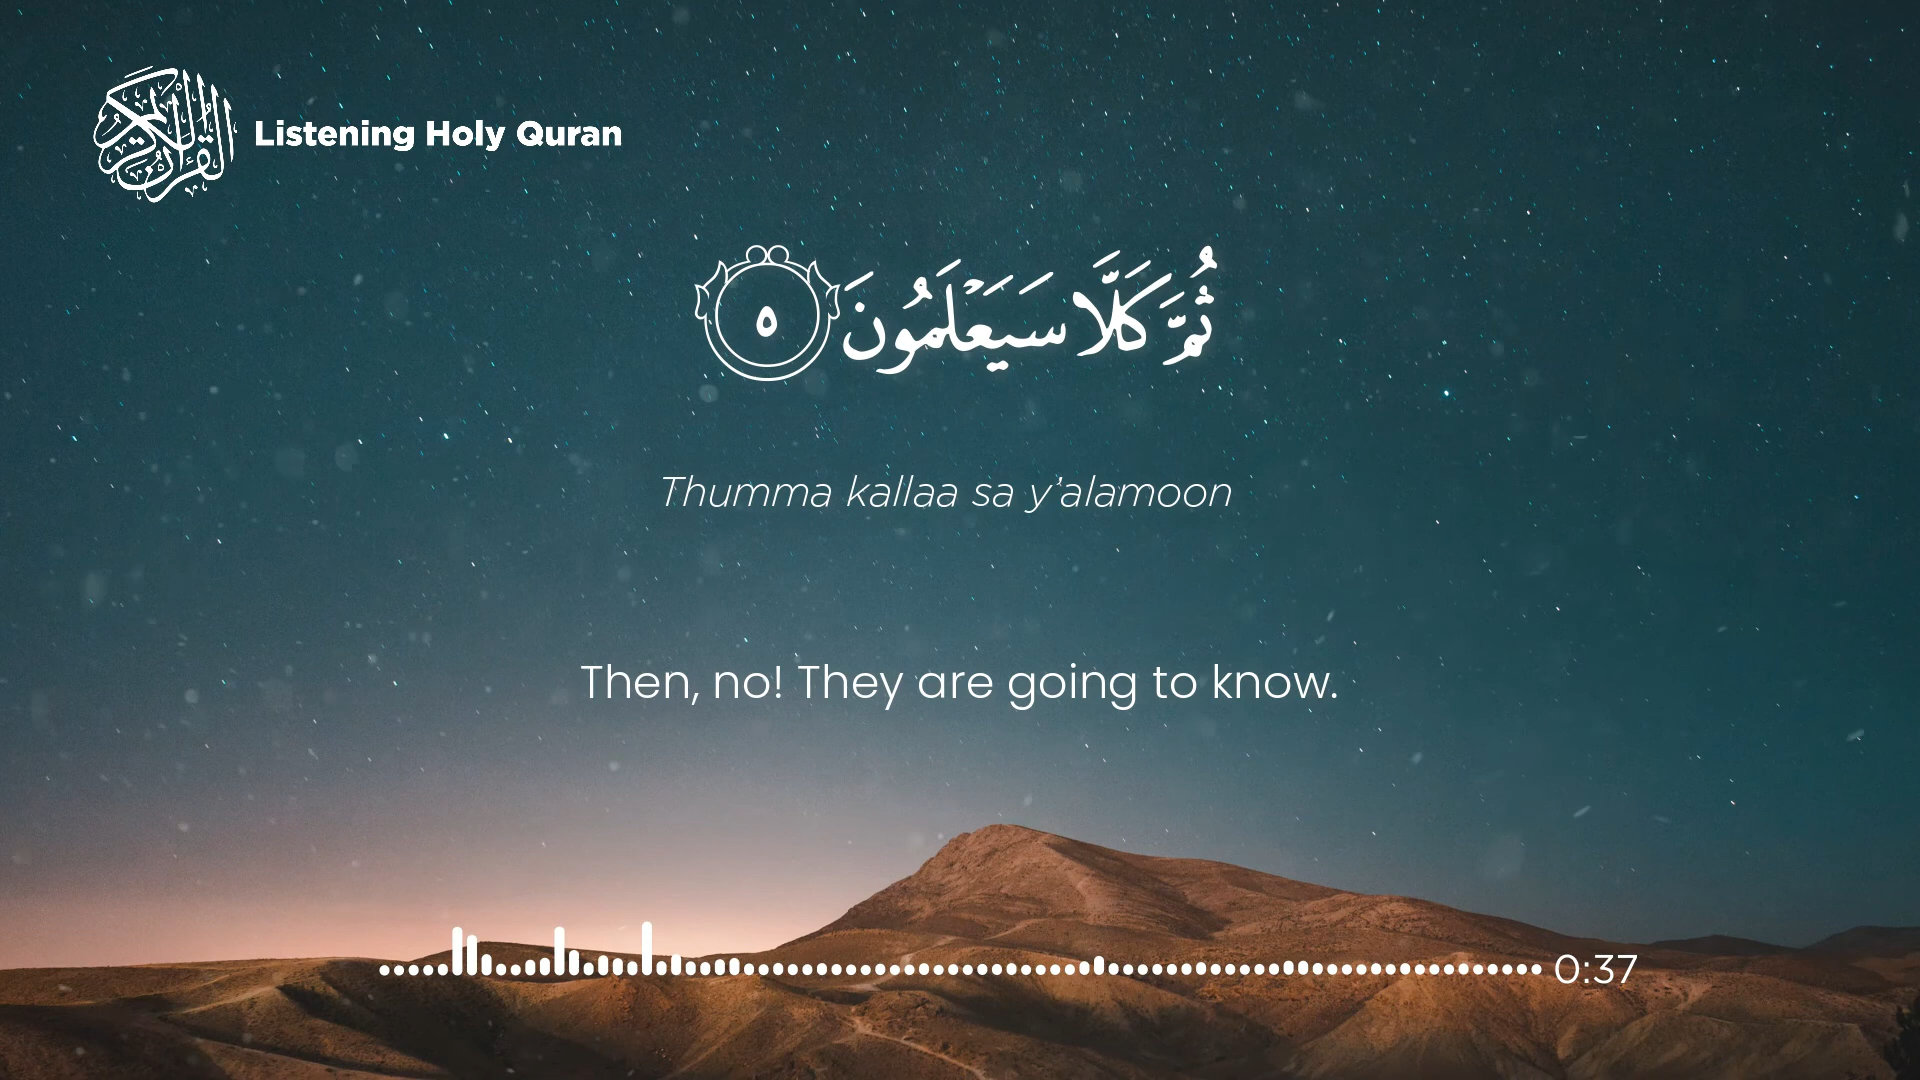 القرآن الكريم
Listening Holy Quran
ثُمَّ كَلَّا سَيَعْلَمُونَ ٥
Thumma kallaa sa y’alamoon
Then, no! They are going to know.
0:37